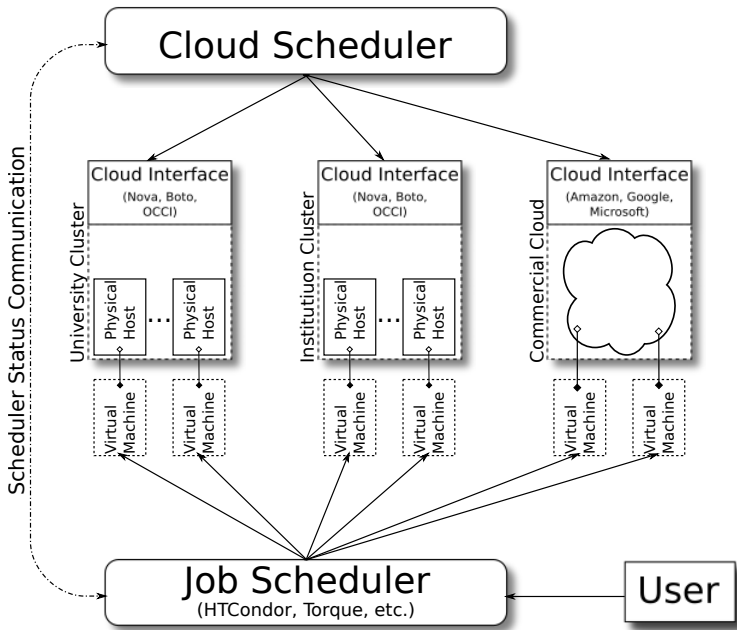 Cloud Scheduler
Scheduler Status Communication
University Cluster
Cloud Interface
(Nova, Boto,
OCCI)
Physical
Host
...
Physical
Host
Virtual
Machine
Virtual
Machine
Institutiuon Cluster
Cloud Interface
(Nova, Boto,
OCCI)
Physical
Host
...
Physical
Host
Virtual
Machine
Virtual
Machine
Commercial Cloud
Cloud Interface
(Amazon, Google,
Microsoft)
Virtual
Machine
Virtual
Machine
Job Scheduler
(HTCondor, Torque, etc.)
User